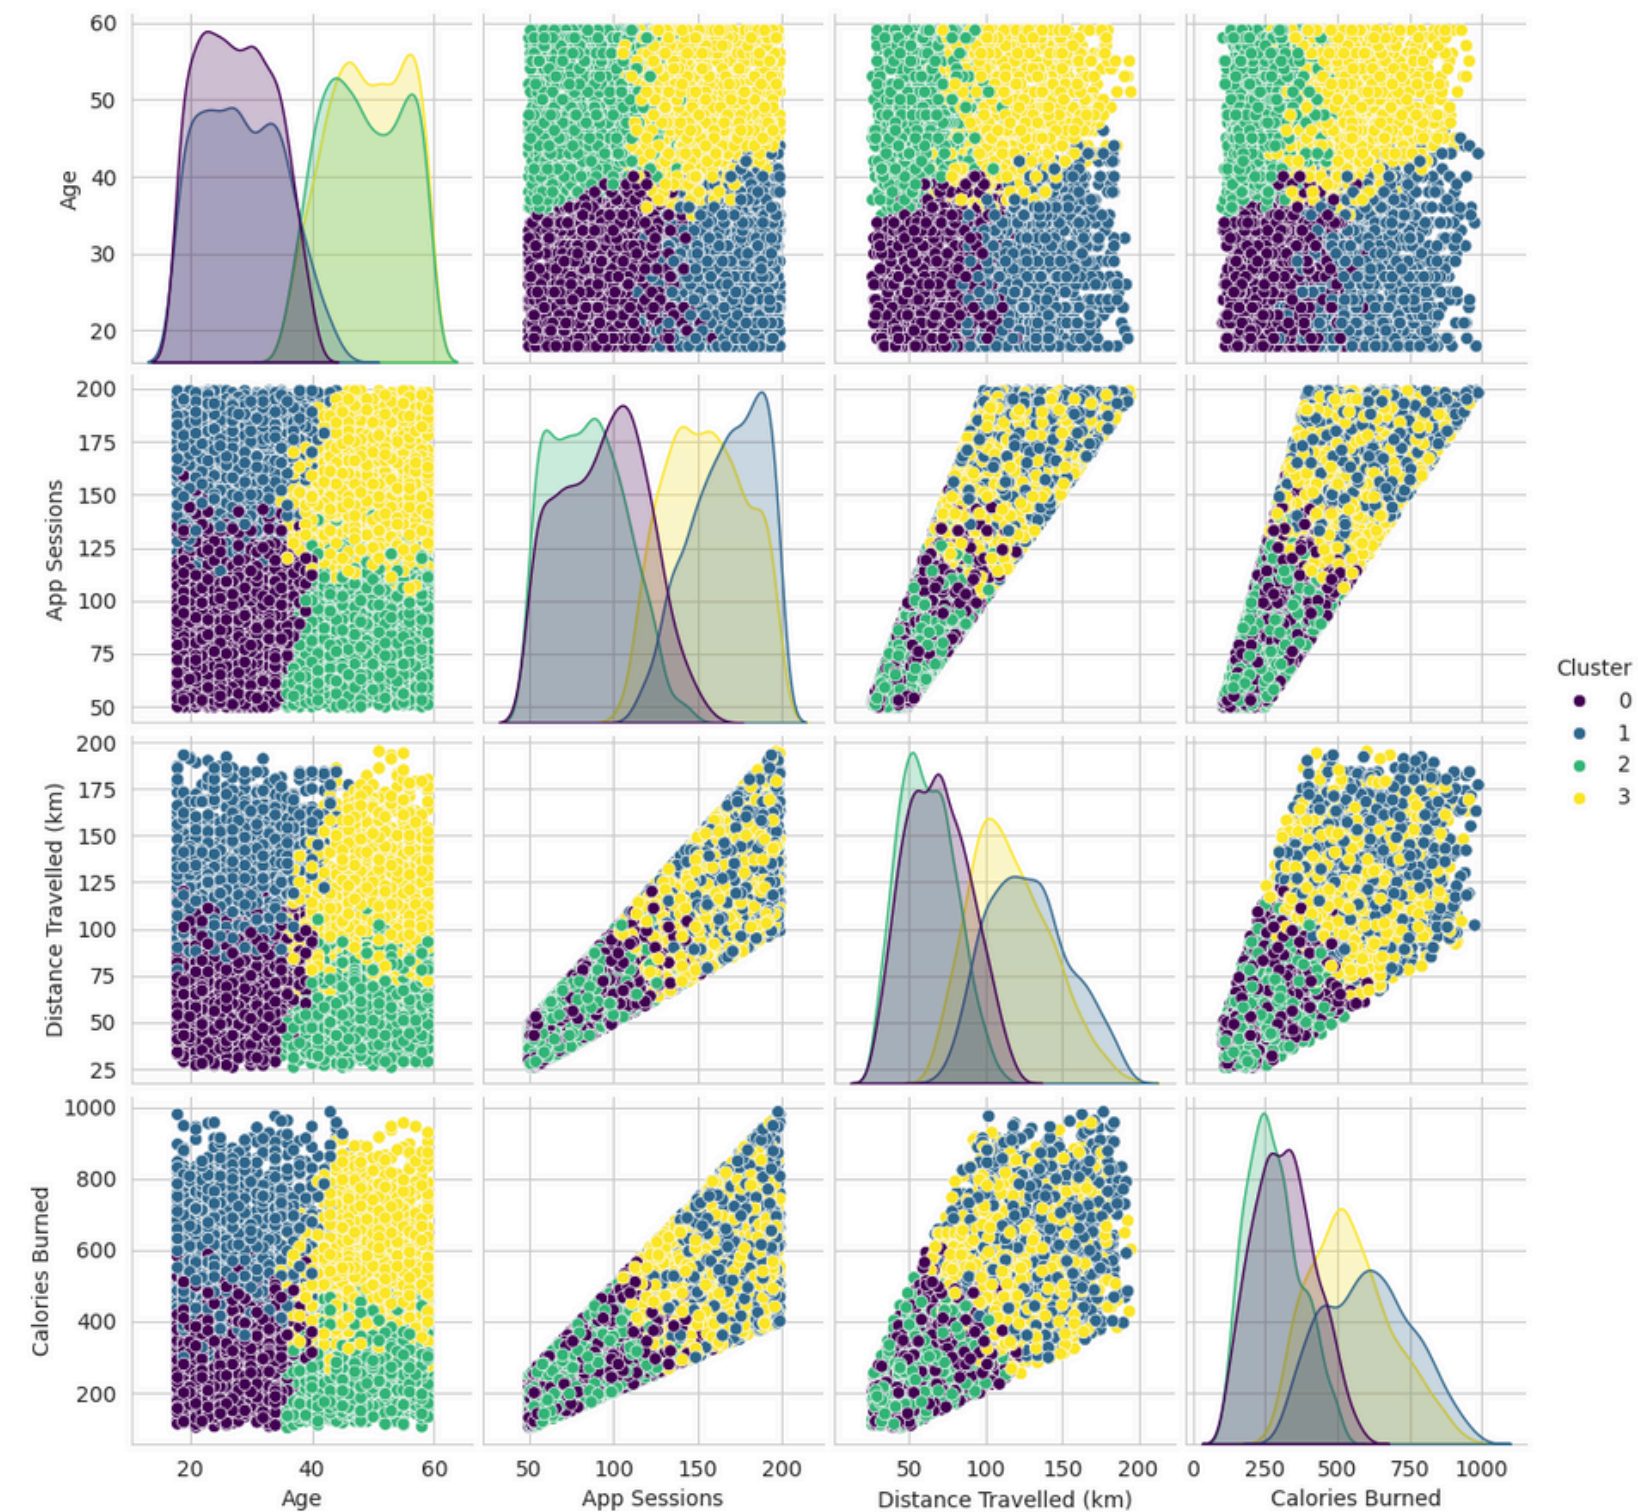 60
50
40
30
20
Age
200
175
150
125
100
75
50
App Sessions
200
175
150
125
100
75
50
25
Distance Travelled (km)
1000
800
600
400
200
Calories Burned
20 40 60
Age
50 100 150 200
App Sessions
50 100 150 200
Distance Travelled (km)
0 250 500 750 1000
Calories Burned
Cluster
0
1
2
3